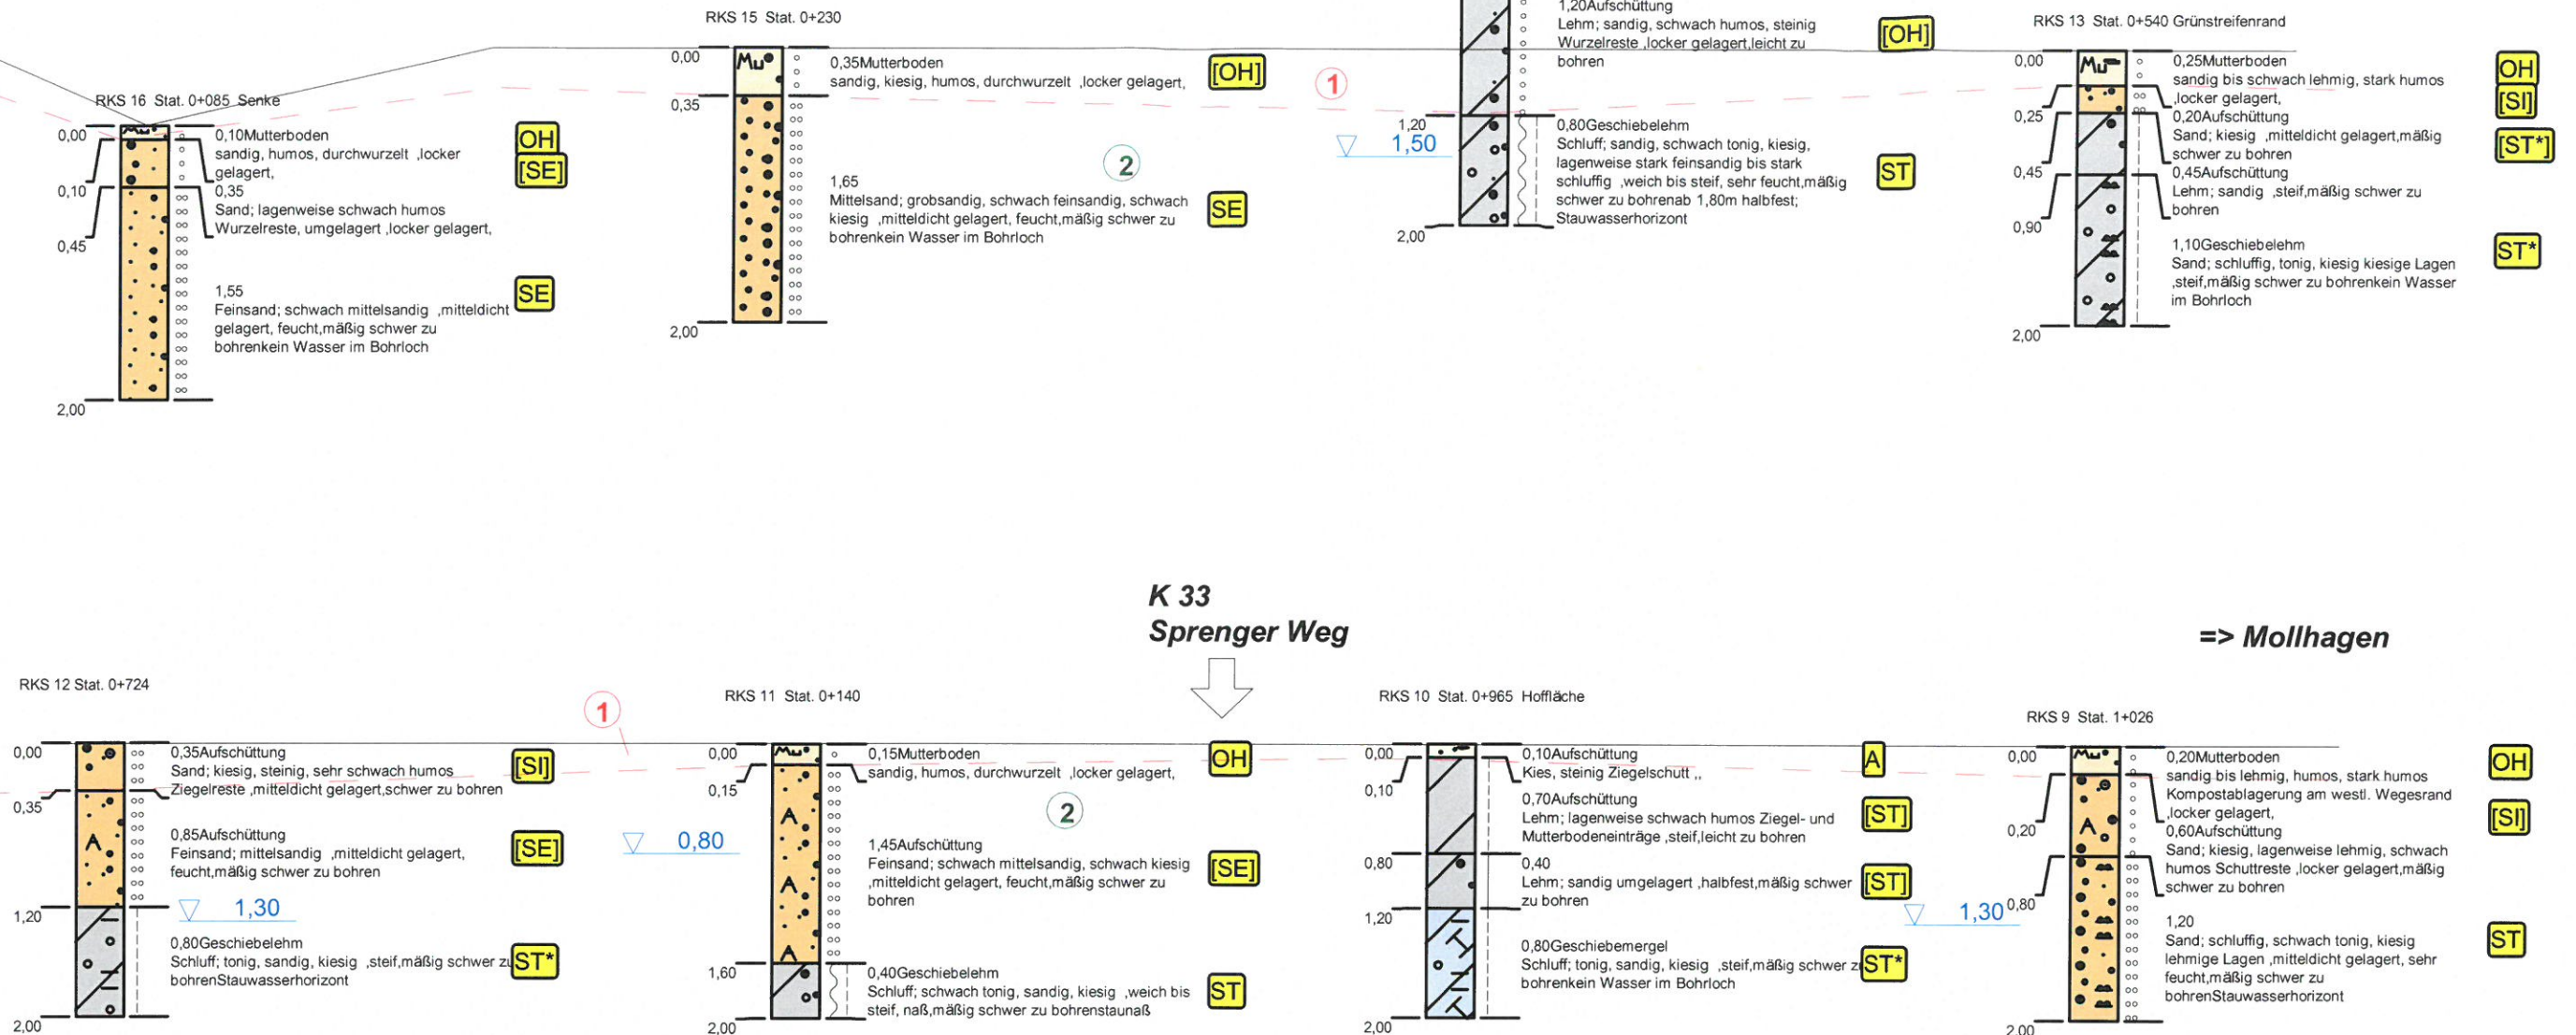 RKS 16 Stat. 0+085 Senke
0,00
0,10
0,45
2,00
Mu
0,10Mutterboden
sandig, humos, durchwurzelt ,locker
gelagert,
0,35
Sand; lagenweise schwach humos
Wurzelreste, umgelagert ,locker gelagert,
1,55
Feinsand; schwach mittelsandig ,mitteldicht
gelagert, feucht,mäßig schwer zu
bohrenkein Wasser im Bohrloch
OH
[SE]
SE
RKS 15 Stat. 0+230
0,00
0,35
2,00
Mu
0,35Mutterboden
sandig, kiesig, humos, durchwurzelt ,locker gelagert,
1,65
Mittelsand; grobsandig, schwach feinsandig, schwach
kiesig ,mitteldicht gelagert, feucht,mäßig schwer zu
bohrenkein Wasser im Bohrloch
[OH]
2
SE
1
1,20
1,50
2,00
1,20Aufschüttung
Lehm; sandig, schwach humos, steinig
Wurzelreste ,locker gelagert,leicht zu
bohren
0,80Geschiebelehm
Schluff; sandig, schwach tonig, kiesig,
lagenweise stark feinsandig bis stark
schluffig ,weich bis steif, sehr feucht,mäßig
schwer zu bohrenab 1,80m halbfest;
Stauwasserhorizont
[OH]
ST
RKS 13 Stat. 0+540 Grünstreifenrand
0,00
0,25
0,45
0,90
2,00
Mu
0,25Mutterboden
sandig bis schwach lehmig, stark humos
,locker gelagert,
0,20Aufschüttung
Sand; kiesig ,mitteldicht gelagert,mäßig
schwer zu bohren
0,45Aufschüttung
Lehm; sandig ,steif,mäßig schwer zu
bohren
1,10Geschiebelehm
Sand; schluffig, tonig, kiesig kiesige Lagen
,steif,mäßig schwer zu bohrenkein Wasser
im Bohrloch
OH
[SI]
[ST*]
ST*
K 33
Sprenger Weg
=> Mollhagen
RKS 12 Stat. 0+724
0,00
0,35
1,20
2,00
A
0,35Aufschüttung
Sand; kiesig, steinig, sehr schwach humos
Ziegelreste ,mitteldicht gelagert,schwer zu bohren
0,85Aufschüttung
Feinsand; mittelsandig ,mitteldicht gelagert,
feucht,mäßig schwer zu bohren
1,30
0,80Geschiebelehm
Schluff; tonig, sandig, kiesig ,steif,mäßig schwer zu
bohrenStauwasserhorizont
[SI]
[SE]
ST*
1
RKS 11 Stat. 0+140
0,00
0,15
0,80
1,60
2,00
Mu
A
A
A
0,15Mutterboden
sandig, humos, durchwurzelt ,locker gelagert,
2
1,45Aufschüttung
Feinsand; schwach mittelsandig, schwach kiesig
,mitteldicht gelagert, feucht,mäßig schwer zu
bohren
0,40Geschiebelehm
Schluff; schwach tonig, sandig, kiesig ,weich bis
steif, naß,mäßig schwer zu bohrenstaunaß
OH
[SE]
ST
RKS 10 Stat. 0+965 Hoffläche
0,00
0,10
0,80
1,20
2,00
0,10Aufschüttung
Kies, steinig Ziegelschutt ,,
0,70Aufschüttung
Lehm; lagenweise schwach humos Ziegel- und
Mutterbodeneinträge ,steif,leicht zu bohren
0,40
Lehm; sandig umgelagert ,halbfest,mäßig schwer
zu bohren
0,80Geschiebemergel
Schluff; tonig, sandig, kiesig ,steif,mäßig schwer zu
bohrenkein Wasser im Bohrloch
A
[ST]
[ST]
ST*
RKS 9 Stat. 1+026
0,00
0,20
0,80
1,30
2,00
Mu
A
0,20Mutterboden
sandig bis lehmig, humos, stark humos
Kompostablagerung am westl. Wegesrand
,locker gelagert,
0,60Aufschüttung
Sand; kiesig, lagenweise lehmig, schwach
humos Schuttreste ,locker gelagert,mäßig
schwer zu bohren
1,20
Sand; schluffig, schwach tonig, kiesig
lehmige Lagen ,mitteldicht gelagert, sehr
feucht,mäßig schwer zu
bohrenStauwasserhorizont
OH
[SI]
ST